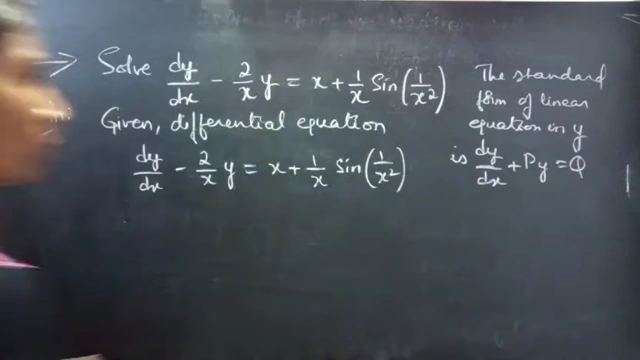 → Solve dy/dx - 2/x y = x + 1/x Sin(1/x²)
Given, differential equation
dy/dx - 2/x y = x + 1/x Sin(1/x²)
The standard
form of linear
equation in y
is dy/dx + Py = Q